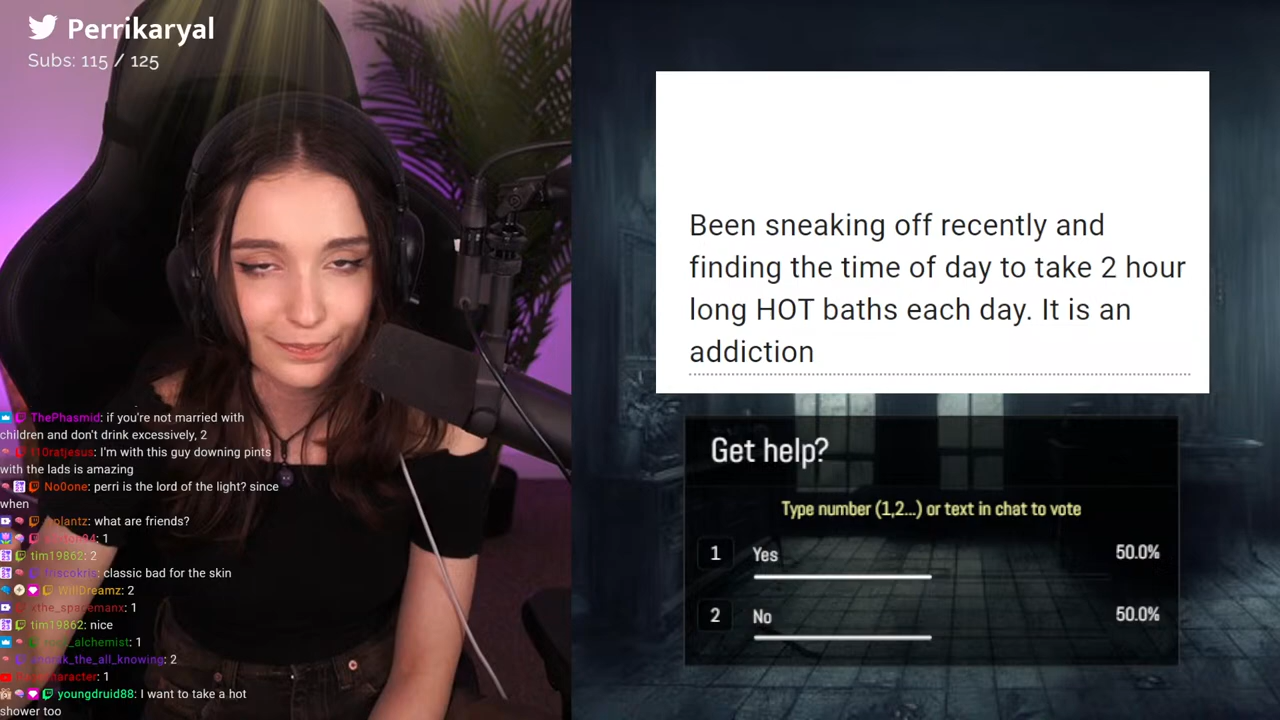 Perrikaryal
Subs: 115 / 125
Been sneaking off recently and
finding the time of day to take 2 hour
long HOT baths each day. It is an
addiction
Get help?
Type number (1,2...) or text in chat to vote
1 Yes 50.0%
2 No 50.0%
ThePhasmid: if you're not married with
children and don't drink excessively, 2
I'm with this guy downing pints
with the lads is amazing
No0one: perri is the lord of the light? since
when
what are friends?
1
tim19862: 2
classic bad for the skin
WillDreamz: 2
xthe_spacemanx: 1
tim19862: nice
1
2
1
youngdruid88: I want to take a hot
shower too